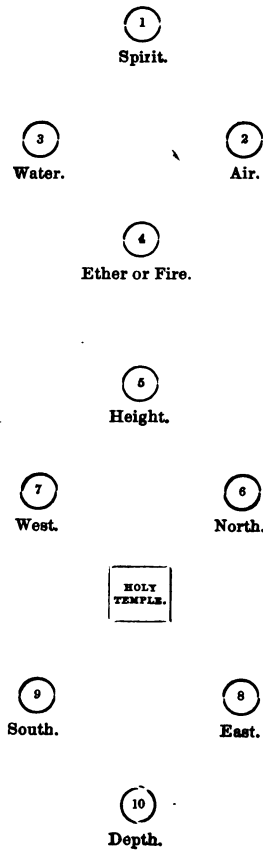 1
Spirit.
3 2
Water. Air.
4
Ether or Fire.
5
Height.
7 6
West. North.
HOLY
TEMPLE.
9 8
South. East.
10
Depth.